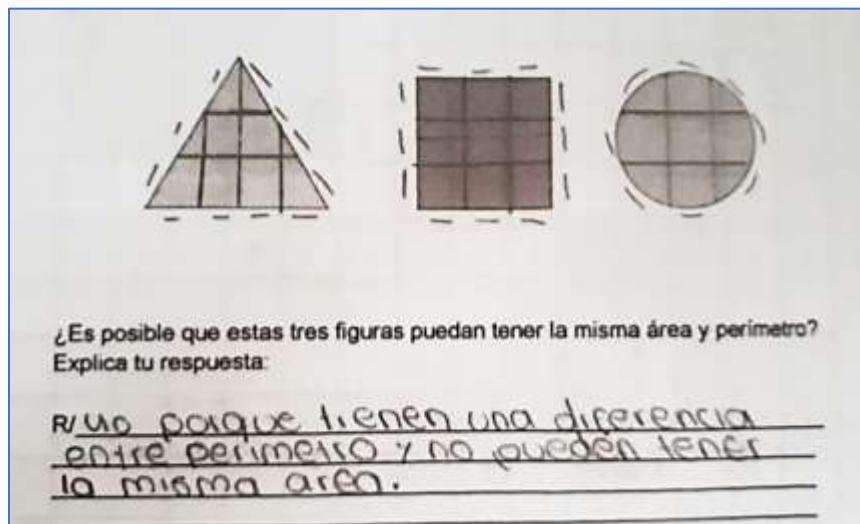 ¿Es posible que estas tres figuras puedan tener la misma área y perímetro?
Explica tu respuesta:
R/ no porque tienen una diferencia
entre perimetro y no pueden tener
la misma area.